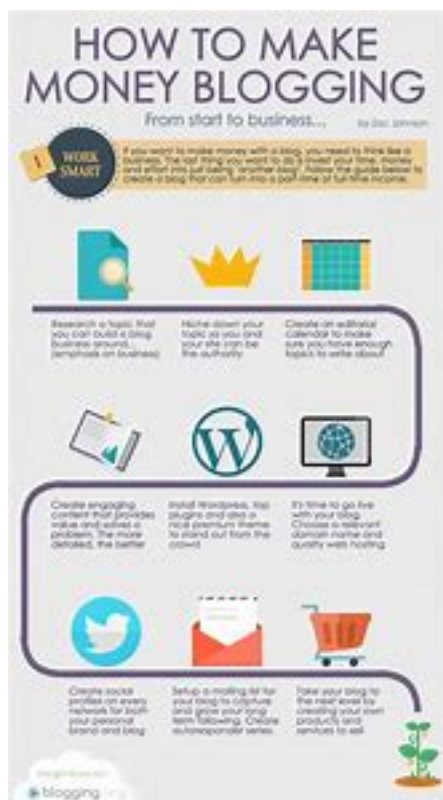 HOW TO MAKE
MONEY BLOGGING
From start to business...
by Zac Johnson
1
WORK
SMART
If you want to make money with a blog, you need to think like a
business. The last thing you want to do is invest your time, money
and effort into just being "another blog". Follow the guide below to
create a blog that can turn into a part-time or full-time income.
Research a topic that
you can build a blog
business around...
(emphasis on business)
Niche down your
topic so you and
your site can be
the authority
Create an editorial
calendar to make
sure you have enough
topics to write about
Create engaging
content that provides
value and solves a
problem. The more
detailed, the better
Install Wordpress, top
plugins and also a
nice premium theme
to stand out from the
crowd
It's time to go live
with your blog.
Choose a relevant
domain name and
quality web hosting
Create social
profiles on every
network for both
your personal
brand and blog
Setup a mailing list for
your blog to capture
and grow your long
term following. Create
autoresponder series.
Take your blog to
the next level by
creating your own
products and
services to sell
blogging